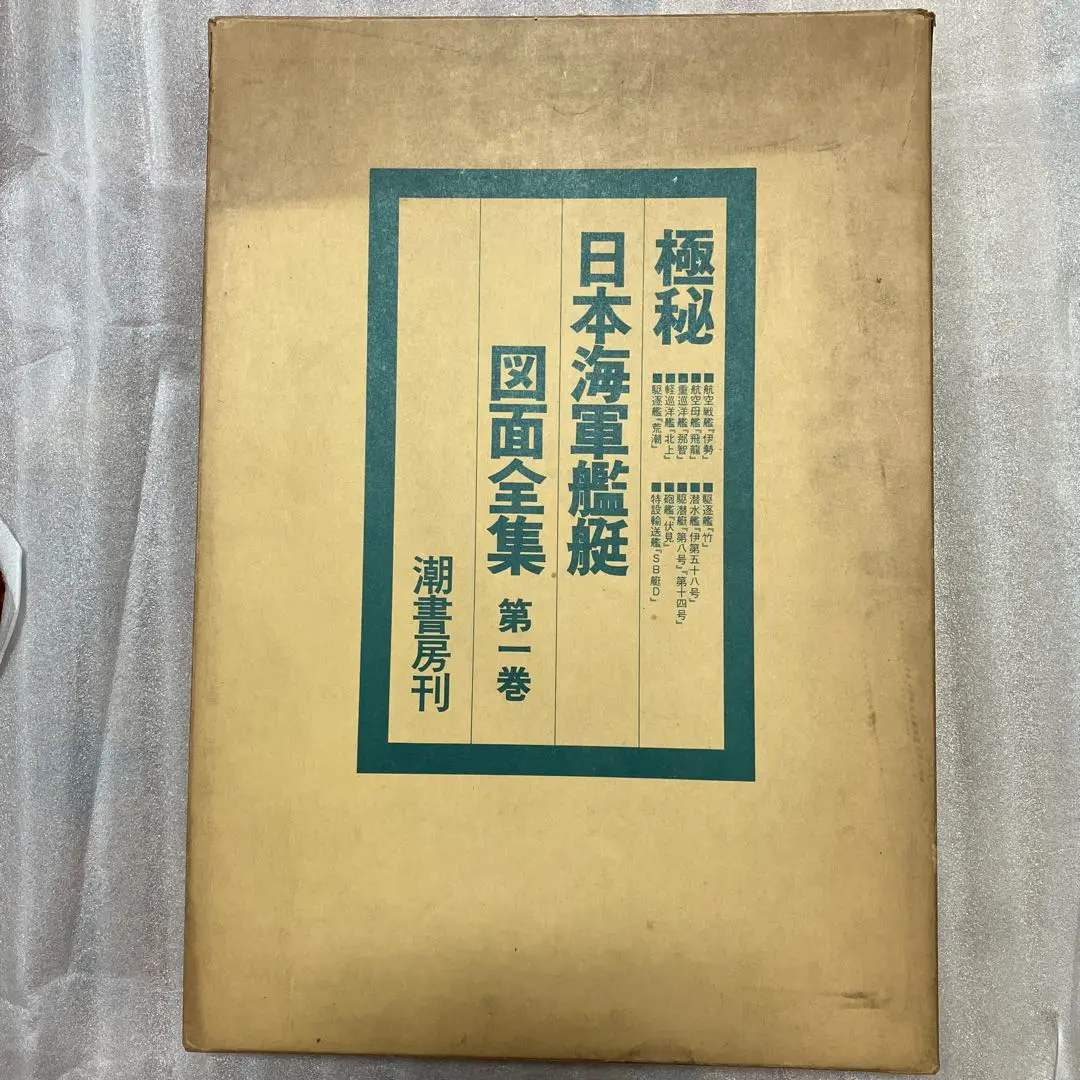 極秘
■航空戦艦『伊勢』
■航空母艦『飛龍』
■重巡洋艦『那智』
■軽巡洋艦『北上』
■駆逐艦『荒潮』
■駆逐艦『竹』
■潜水艦『伊第五十八号』
■駆潜艇『第八号』『第十四号』
■砲艦『伏見』
■特設輸送艦『SB艇D』
日本海軍艦艇
図面全集 第一巻
潮書房刊